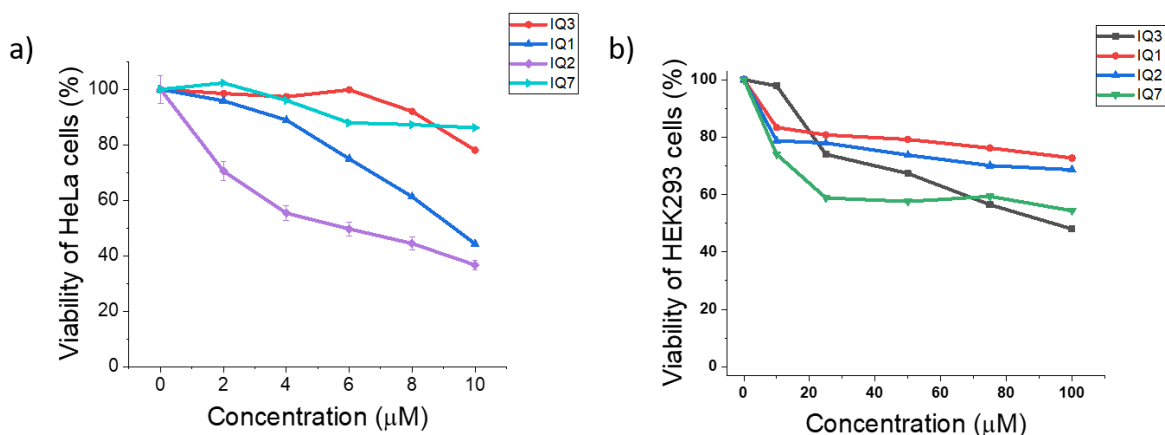 a)
IQ3
IQ1
IQ2
IQ7
Viability of HeLa cells (%)
100
80
60
40
20
0
0 2 4 6 8 10
Concentration (μM)
b)
IQ3
IQ1
IQ2
IQ7
Viability of HEK293 cells (%)
100
80
60
40
20
0
0 20 40 60 80 100
Concentration (μM)